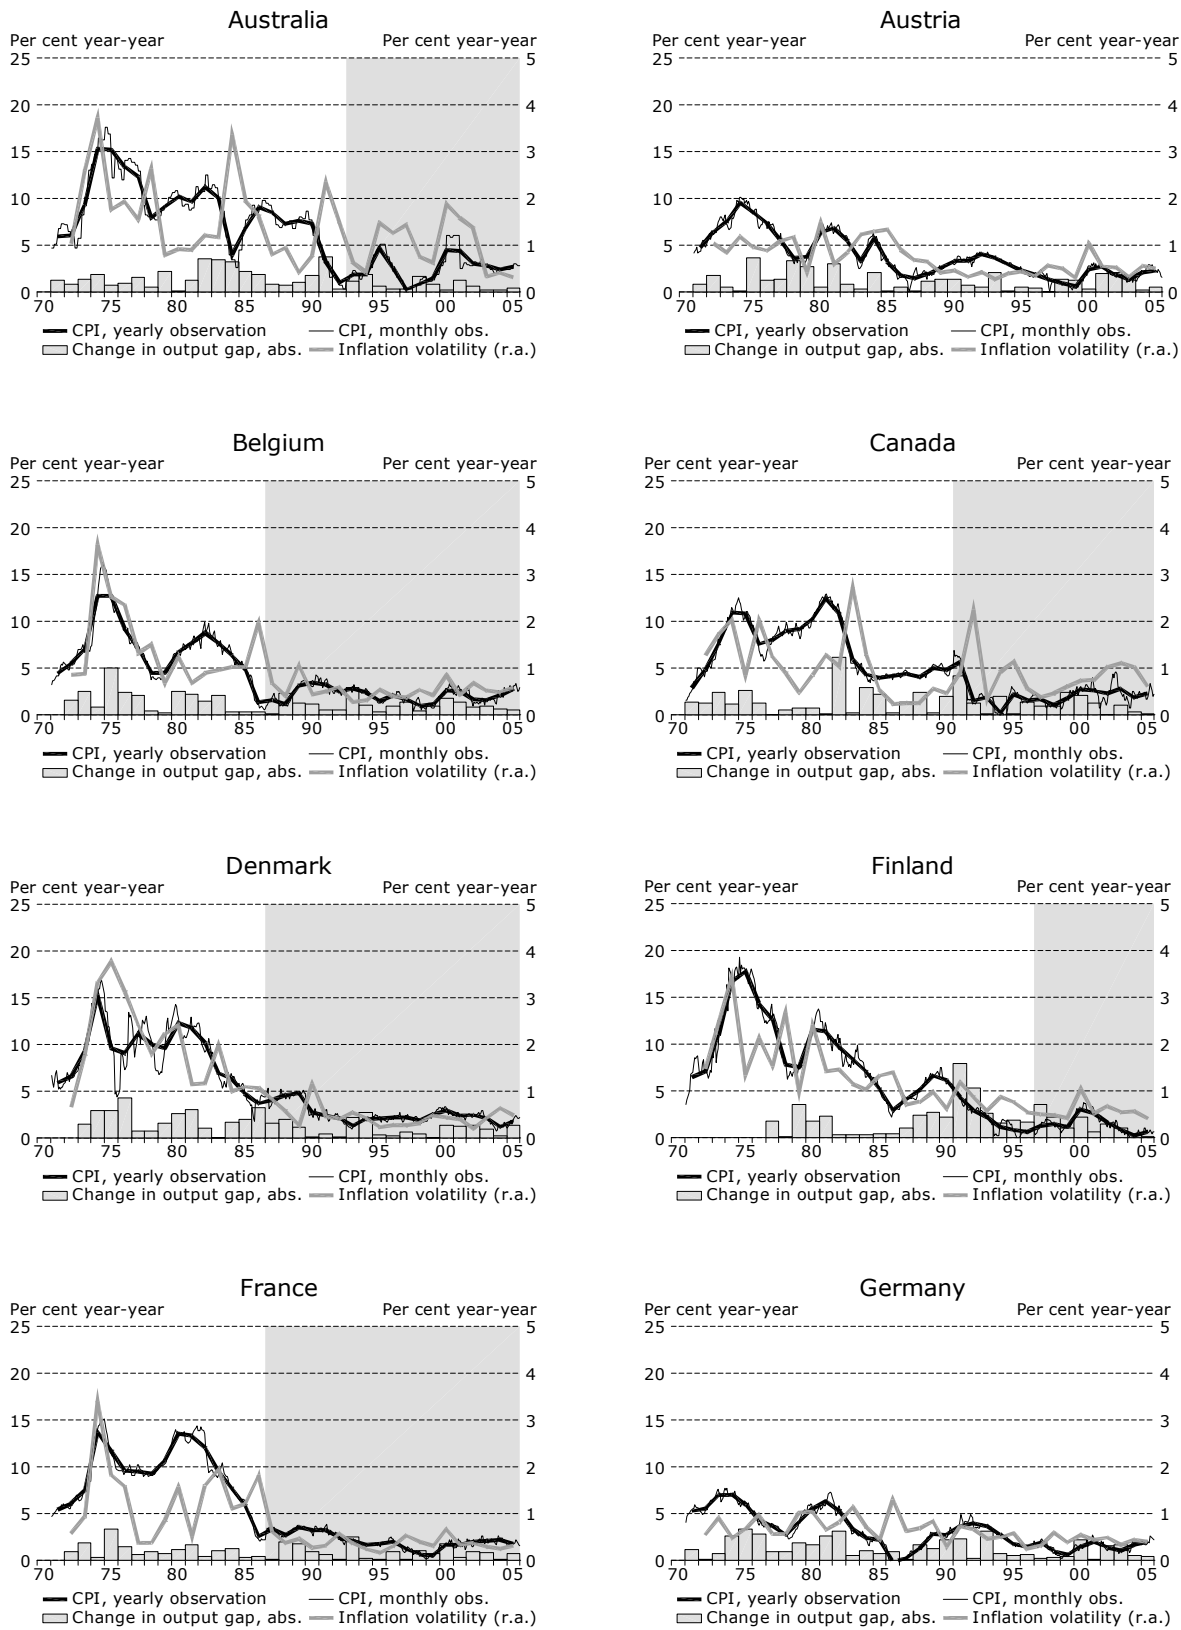 Australia
Per cent year-year Per cent year-year
25 5
20 4
15 3
10 2
5 1
0 0
70 75 80 85 90 95 00 05
CPI, yearly observation CPI, monthly obs.
Change in output gap, abs. Inflation volatility (r.a.)
Austria
Per cent year-year Per cent year-year
25 5
20 4
15 3
10 2
5 1
0 0
70 75 80 85 90 95 00 05
CPI, yearly observation CPI, monthly obs.
Change in output gap, abs. Inflation volatility (r.a.)
Belgium
Per cent year-year Per cent year-year
25 5
20 4
15 3
10 2
5 1
0 0
70 75 80 85 90 95 00 05
CPI, yearly observation CPI, monthly obs.
Change in output gap, abs. Inflation volatility (r.a.)
Canada
Per cent year-year Per cent year-year
25 5
20 4
15 3
10 2
5 1
0 0
70 75 80 85 90 95 00 05
CPI, yearly observation CPI, monthly obs.
Change in output gap, abs. Inflation volatility (r.a.)
Denmark
Per cent year-year Per cent year-year
25 5
20 4
15 3
10 2
5 1
0 0
70 75 80 85 90 95 00 05
CPI, yearly observation CPI, monthly obs.
Change in output gap, abs. Inflation volatility (r.a.)
Finland
Per cent year-year Per cent year-year
25 5
20 4
15 3
10 2
5 1
0 0
70 75 80 85 90 95 00 05
CPI, yearly observation CPI, monthly obs.
Change in output gap, abs. Inflation volatility (r.a.)
France
Per cent year-year Per cent year-year
25 5
20 4
15 3
10 2
5 1
0 0
70 75 80 85 90 95 00 05
CPI, yearly observation CPI, monthly obs.
Change in output gap, abs. Inflation volatility (r.a.)
Germany
Per cent year-year Per cent year-year
25 5
20 4
15 3
10 2
5 1
0 0
70 75 80 85 90 95 00 05
CPI, yearly observation CPI, monthly obs.
Change in output gap, abs. Inflation volatility (r.a.)